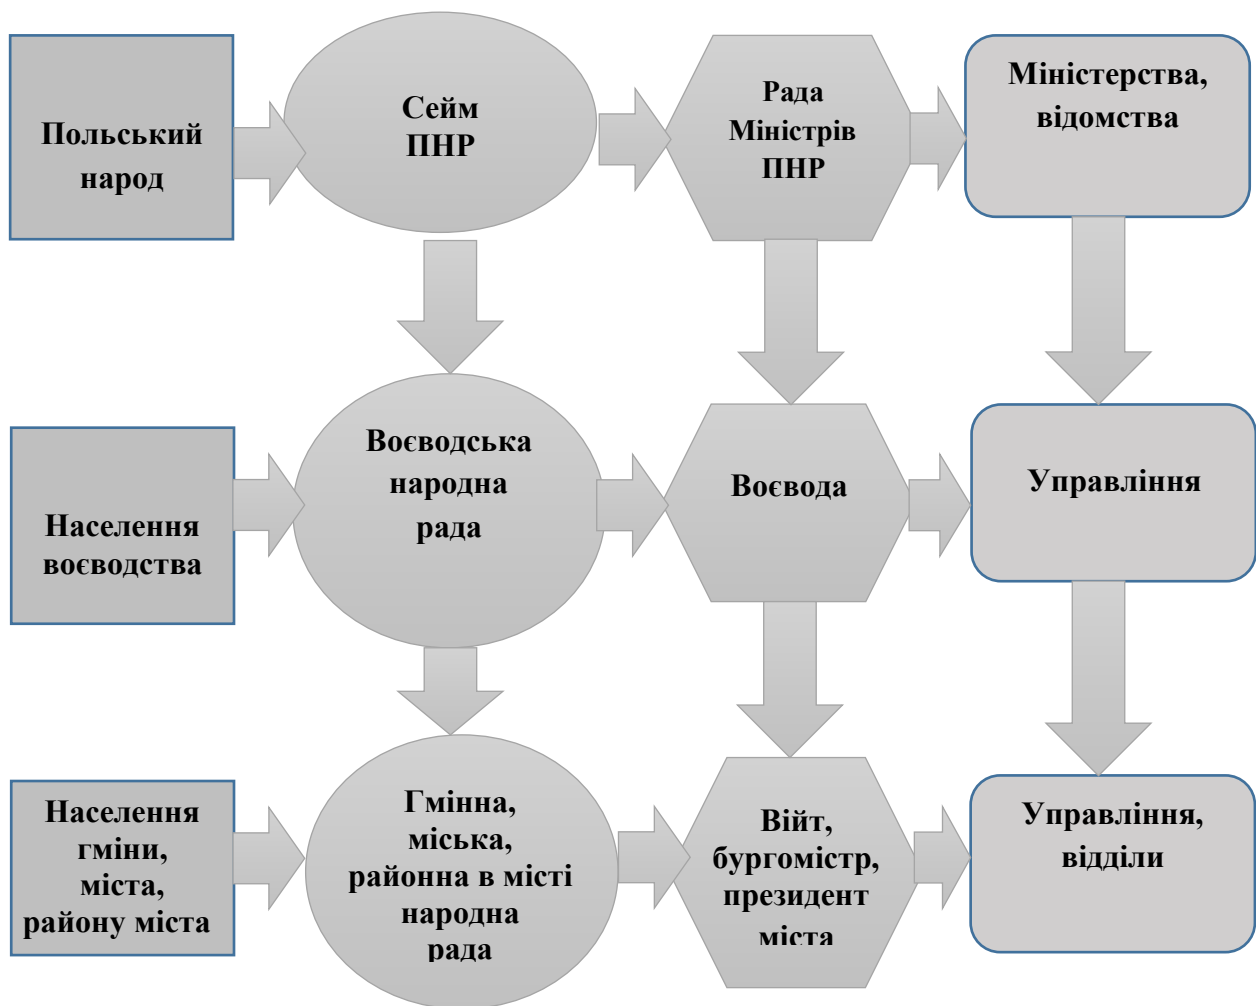 Польський
народ
Сейм
ПНР
Рада
Міністрів
ПНР
Міністерства,
відомства
Населення
воєводства
Воєводська
народна
рада
Воєвода
Управління
Населення
гміни,
міста,
району міста
Гмінна,
міська,
районна в місті
народна
рада
Війт,
бургомістр,
президент
міста
Управління,
відділи